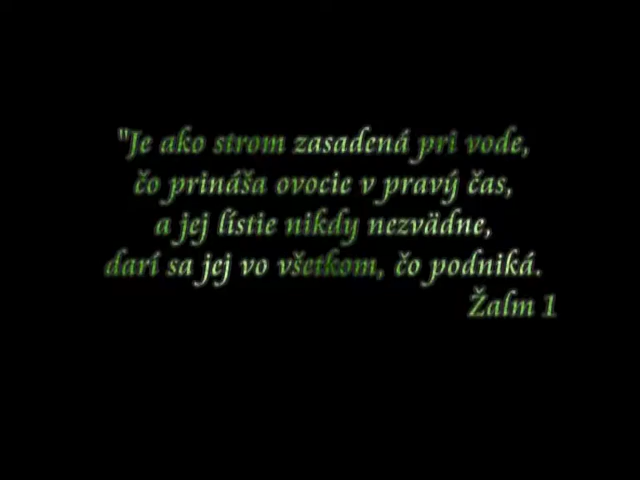 "Je ako strom zasadená pri vode,
čo prináša ovocie v pravý čas,
a jej lístie nikdy nezvädne,
darí sa jej vo všetkom, čo podniká.
Žalm 1